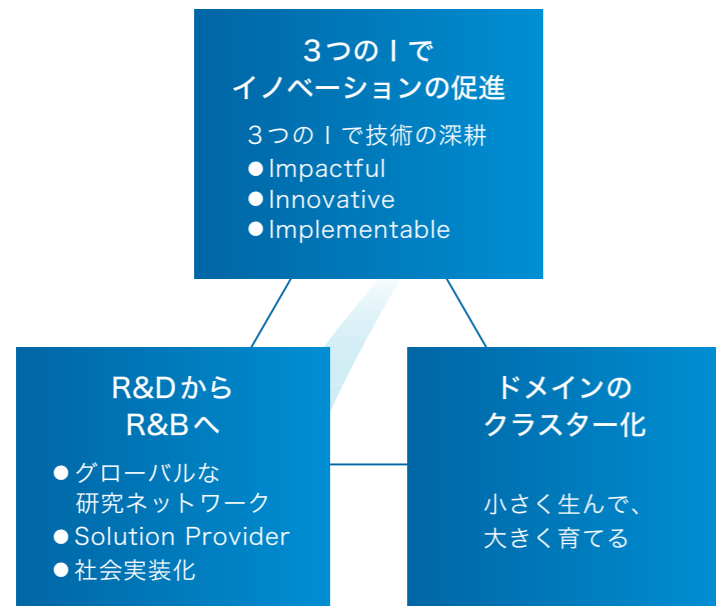 3つのIで
イノベーションの促進
3つのIで技術の深耕
●Impactful
●Innovative
●Implementable
R&Dから
R&Bへ
●グローバルな
研究ネットワーク
●Solution Provider
●社会実装化
ドメインの
クラスター化
小さく生んで、
大きく育てる